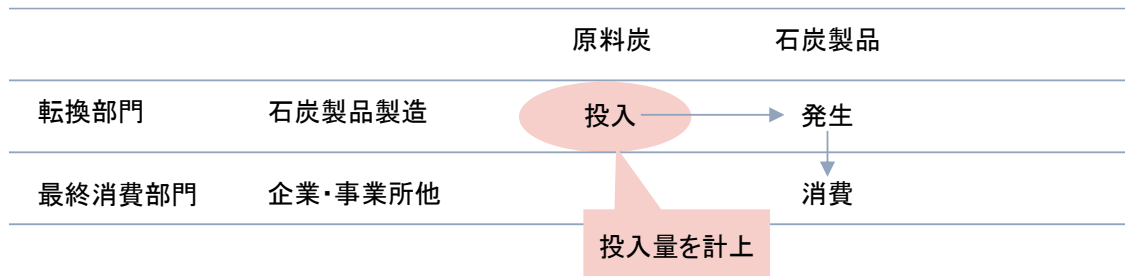 原料炭 石炭製品
転換部門 石炭製品製造 投入 発生
最終消費部門 企業・事業所他 消費
投入量を計上